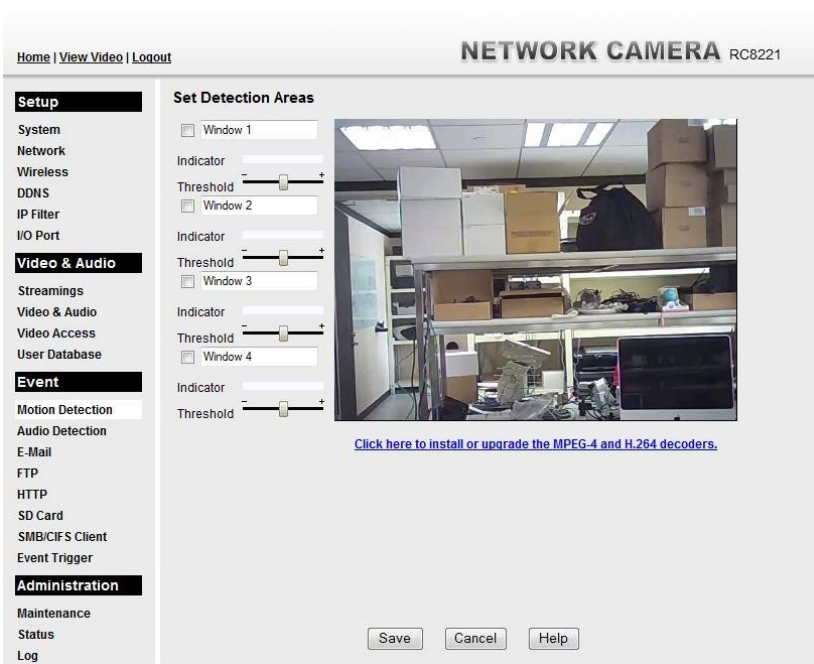 Home | View Video | Logout
NETWORK CAMERA RC8221
Setup
System
Network
Wireless
DDNS
IP Filter
I/O Port
Video & Audio
Streamings
Video & Audio
Video Access
User Database
Event
Motion Detection
Audio Detection
E-Mail
FTP
HTTP
SD Card
SMB/CIFS Client
Event Trigger
Administration
Maintenance
Status
Log
Set Detection Areas
Window 1
Indicator
Threshold - +
Window 2
Indicator
Threshold - +
Window 3
Indicator
Threshold - +
Window 4
Indicator
Threshold - +
Click here to install or upgrade the MPEG-4 and H.264 decoders.
Save Cancel Help